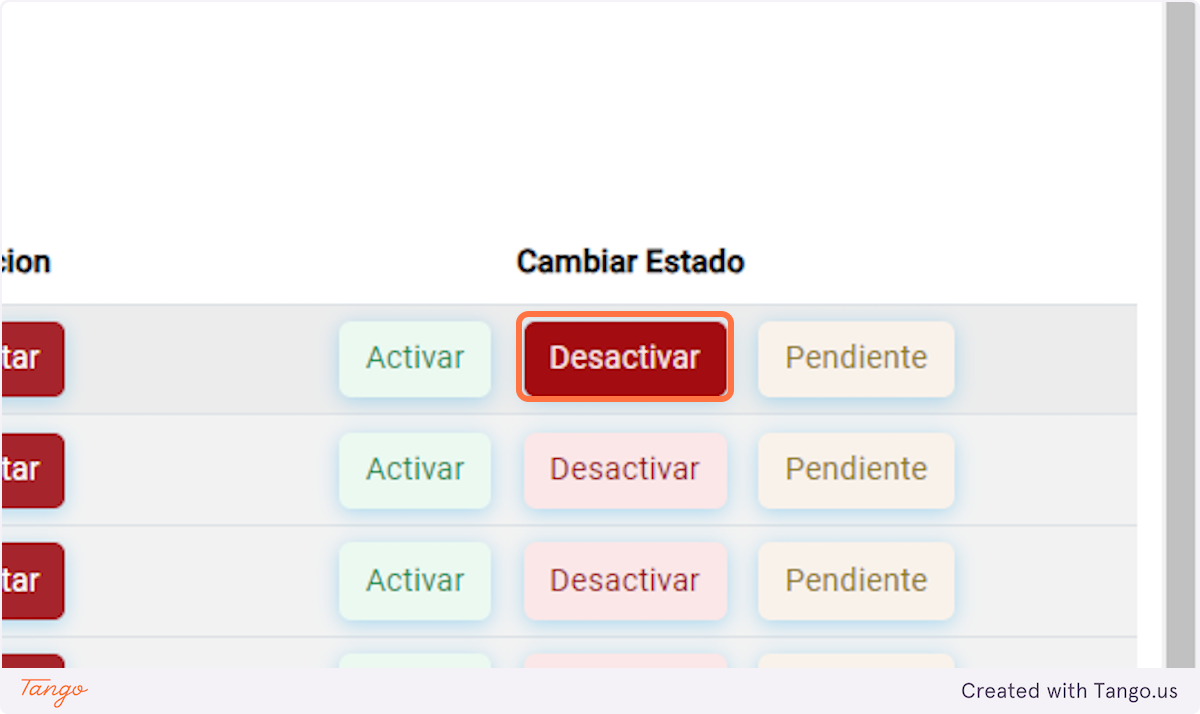 cion Cambiar Estado
tar Activar Desactivar Pendiente
tar Activar Desactivar Pendiente
tar Activar Desactivar Pendiente
Tango Created with Tango.us